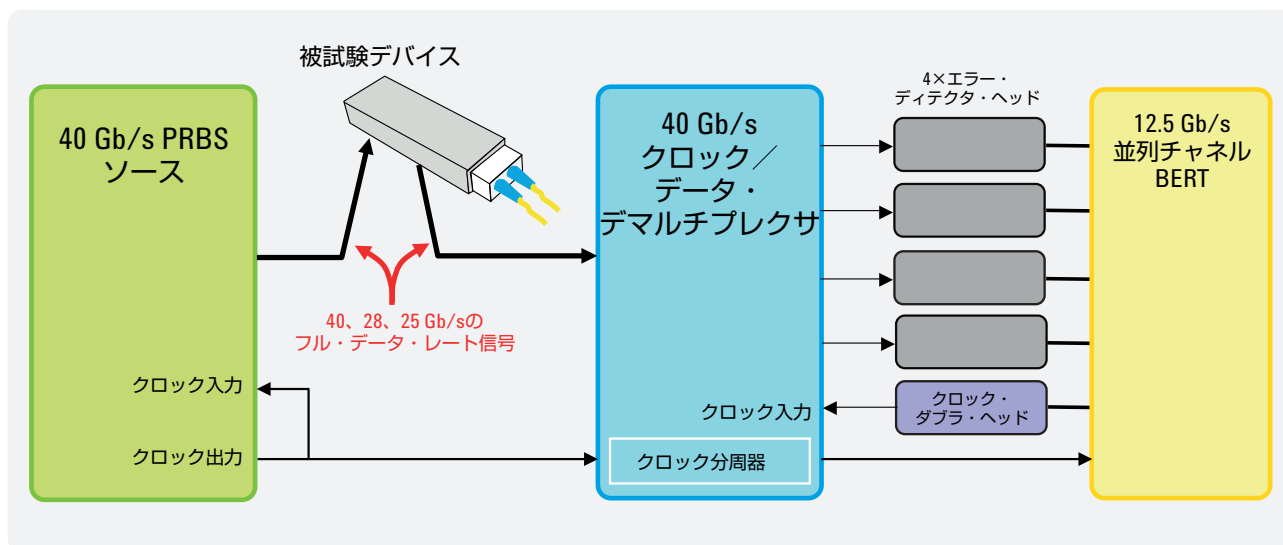 被試験デバイス
40 Gb/s PRBS
ソース
40 Gb/s
クロック／
データ・
デマルチプレクサ
4×エラー・
ディテクタ・ヘッド
12.5 Gb/s
並列チャネル
BERT
40、28、25 Gb/sの
フル・データ・レート信号
クロック入力
クロック出力
クロック入力
クロック・
ダブラ・ヘッド
クロック分周器